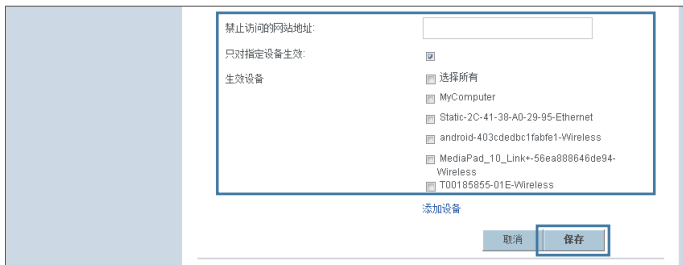 禁止访问的网站地址:
只对指定设备生效:
生效设备
选择所有
MyComputer
Static-2C-41-38-A0-29-95-Ethernet
android-403cdedbc1fabfe1-Wireless
MediaPad_10_Link+-56ea888646de94-
Wireless
T00185855-01E-Wireless
添加设备
取消
保存